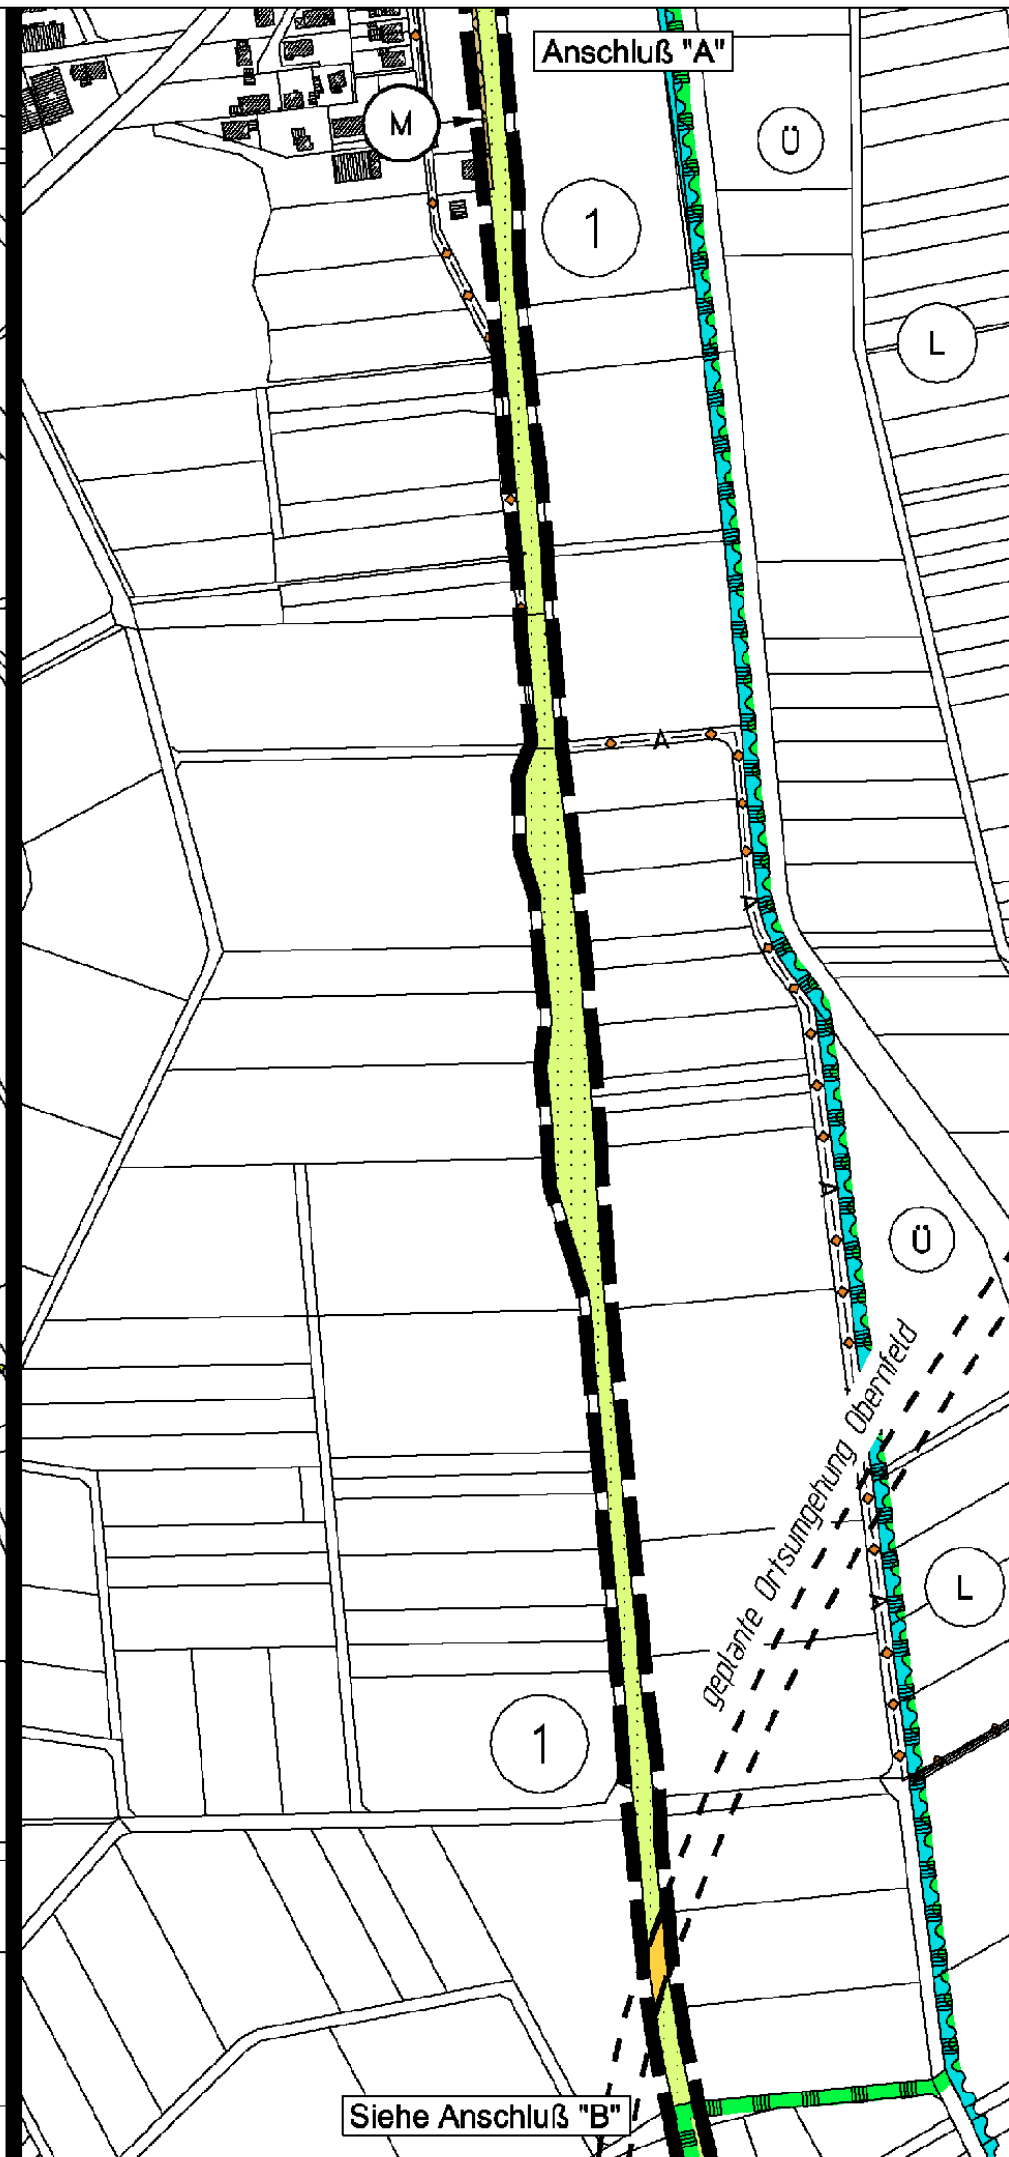 Anschluß "A"
M
Ü
1
L
A
A
A
Ü
geplante Ortsumgehung Obernfeld
A
L
1
Siehe Anschluß "B"